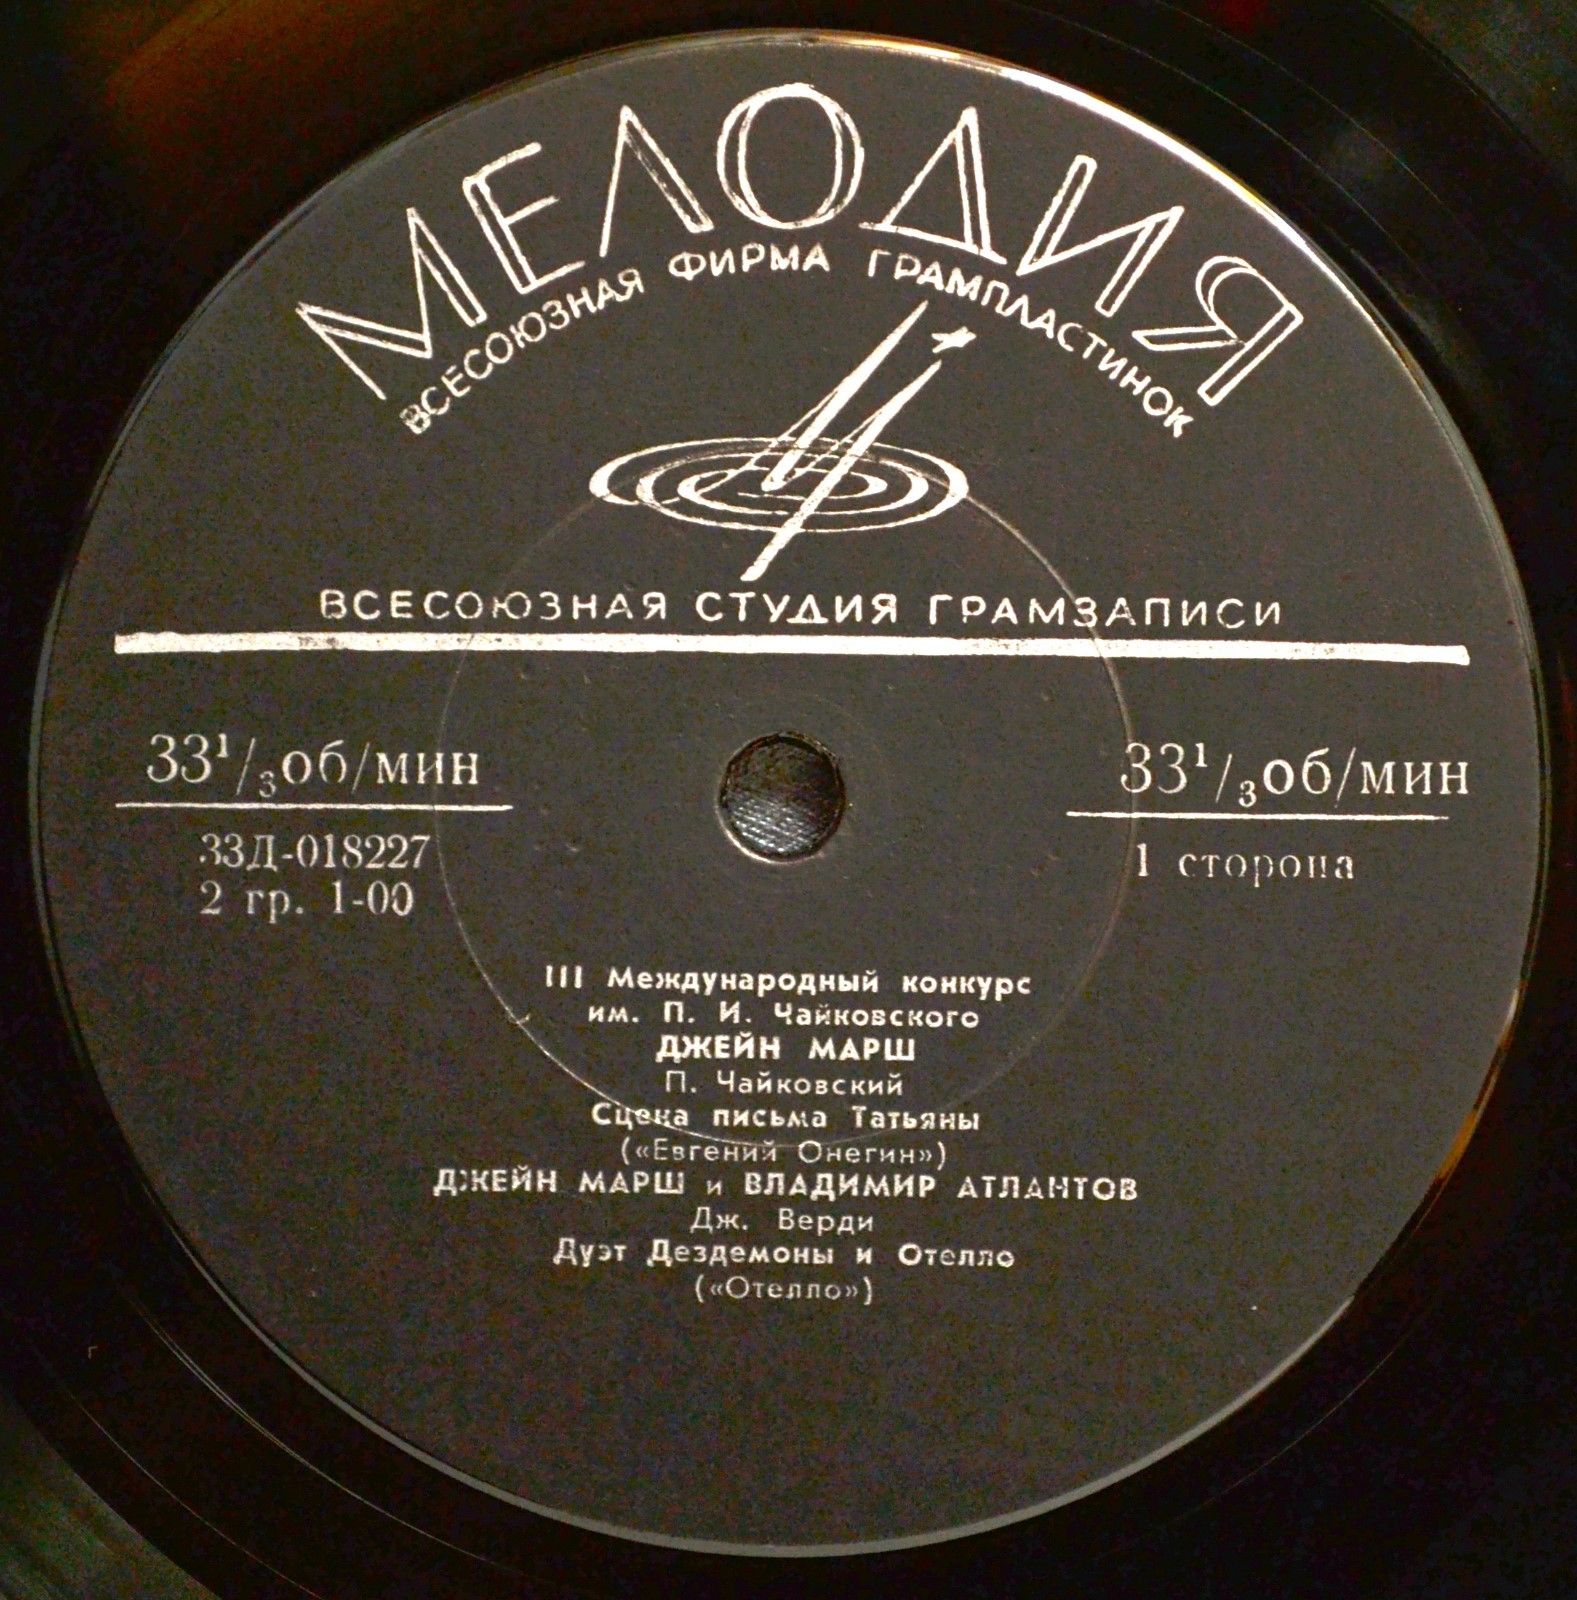 МЕЛОДИЯ
ВСЕСОЮЗНАЯ ФИРМА ГРАМПЛАСТИНОК
ВСЕСОЮЗНАЯ СТУДИЯ ГРАМЗАПИСИ
33¹/₃об/мин
33¹/₃об/мин
33Д-018227
2 гр. 1-00
1 сторона
III Международный конкурс
им. П. И. Чайковского
ДЖЕЙН МАРШ
П. Чайковский
Сцена письма Татьяны
(«Евгений Онегин»)
ДЖЕЙН МАРШ и ВЛАДИМИР АТЛАНТОВ
Дж. Верди
Дуэт Дездемоны и Отелло
(«Отелло»)